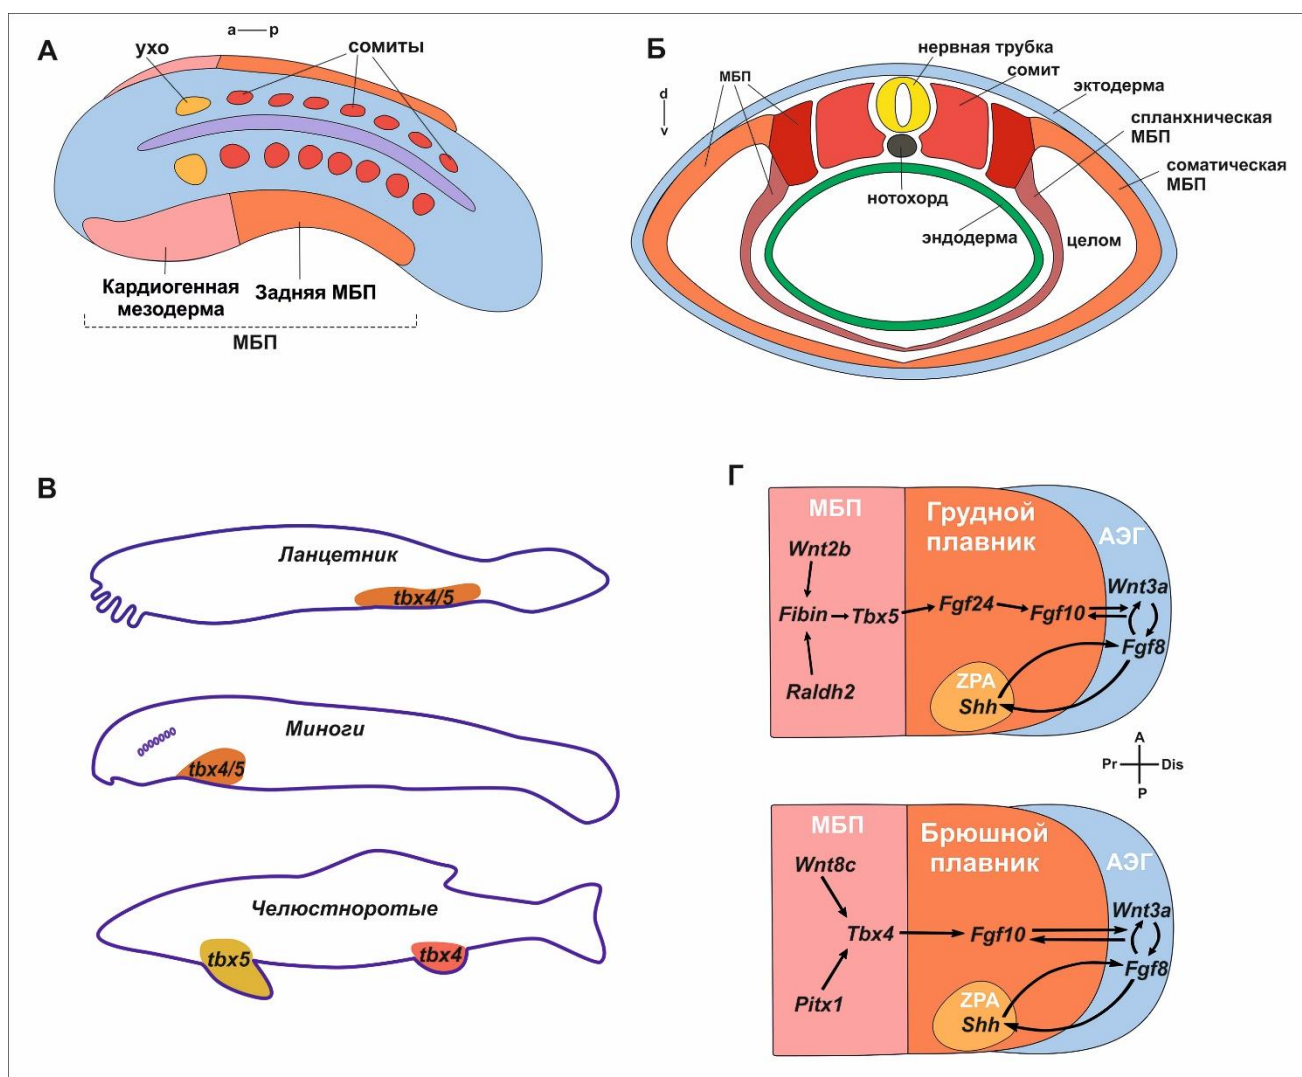 А
a — p
ухо
сомиты
Кардиогенная
мезодерма
Задняя МБП
МБП
Б
d
v
МБП
нервная трубка
сомит
эктодерма
спланхническая
МБП
соматическая
МБП
нотохорд
эндодерма
целом
В
Ланцетник
tbx4/5
Миноги
tbx4/5
Челюстноротые
tbx5
tbx4
Г
МБП
Грудной
плавник
АЭГ
Wnt2b
Fibin
Tbx5
Fgf24
Fgf10
Wnt3a
Fgf8
Raldh2
ZPA
Shh
A
Pr
Dis
P
МБП
Брюшной
плавник
АЭГ
Wnt8c
Tbx4
Fgf10
Wnt3a
Fgf8
Pitx1
ZPA
Shh